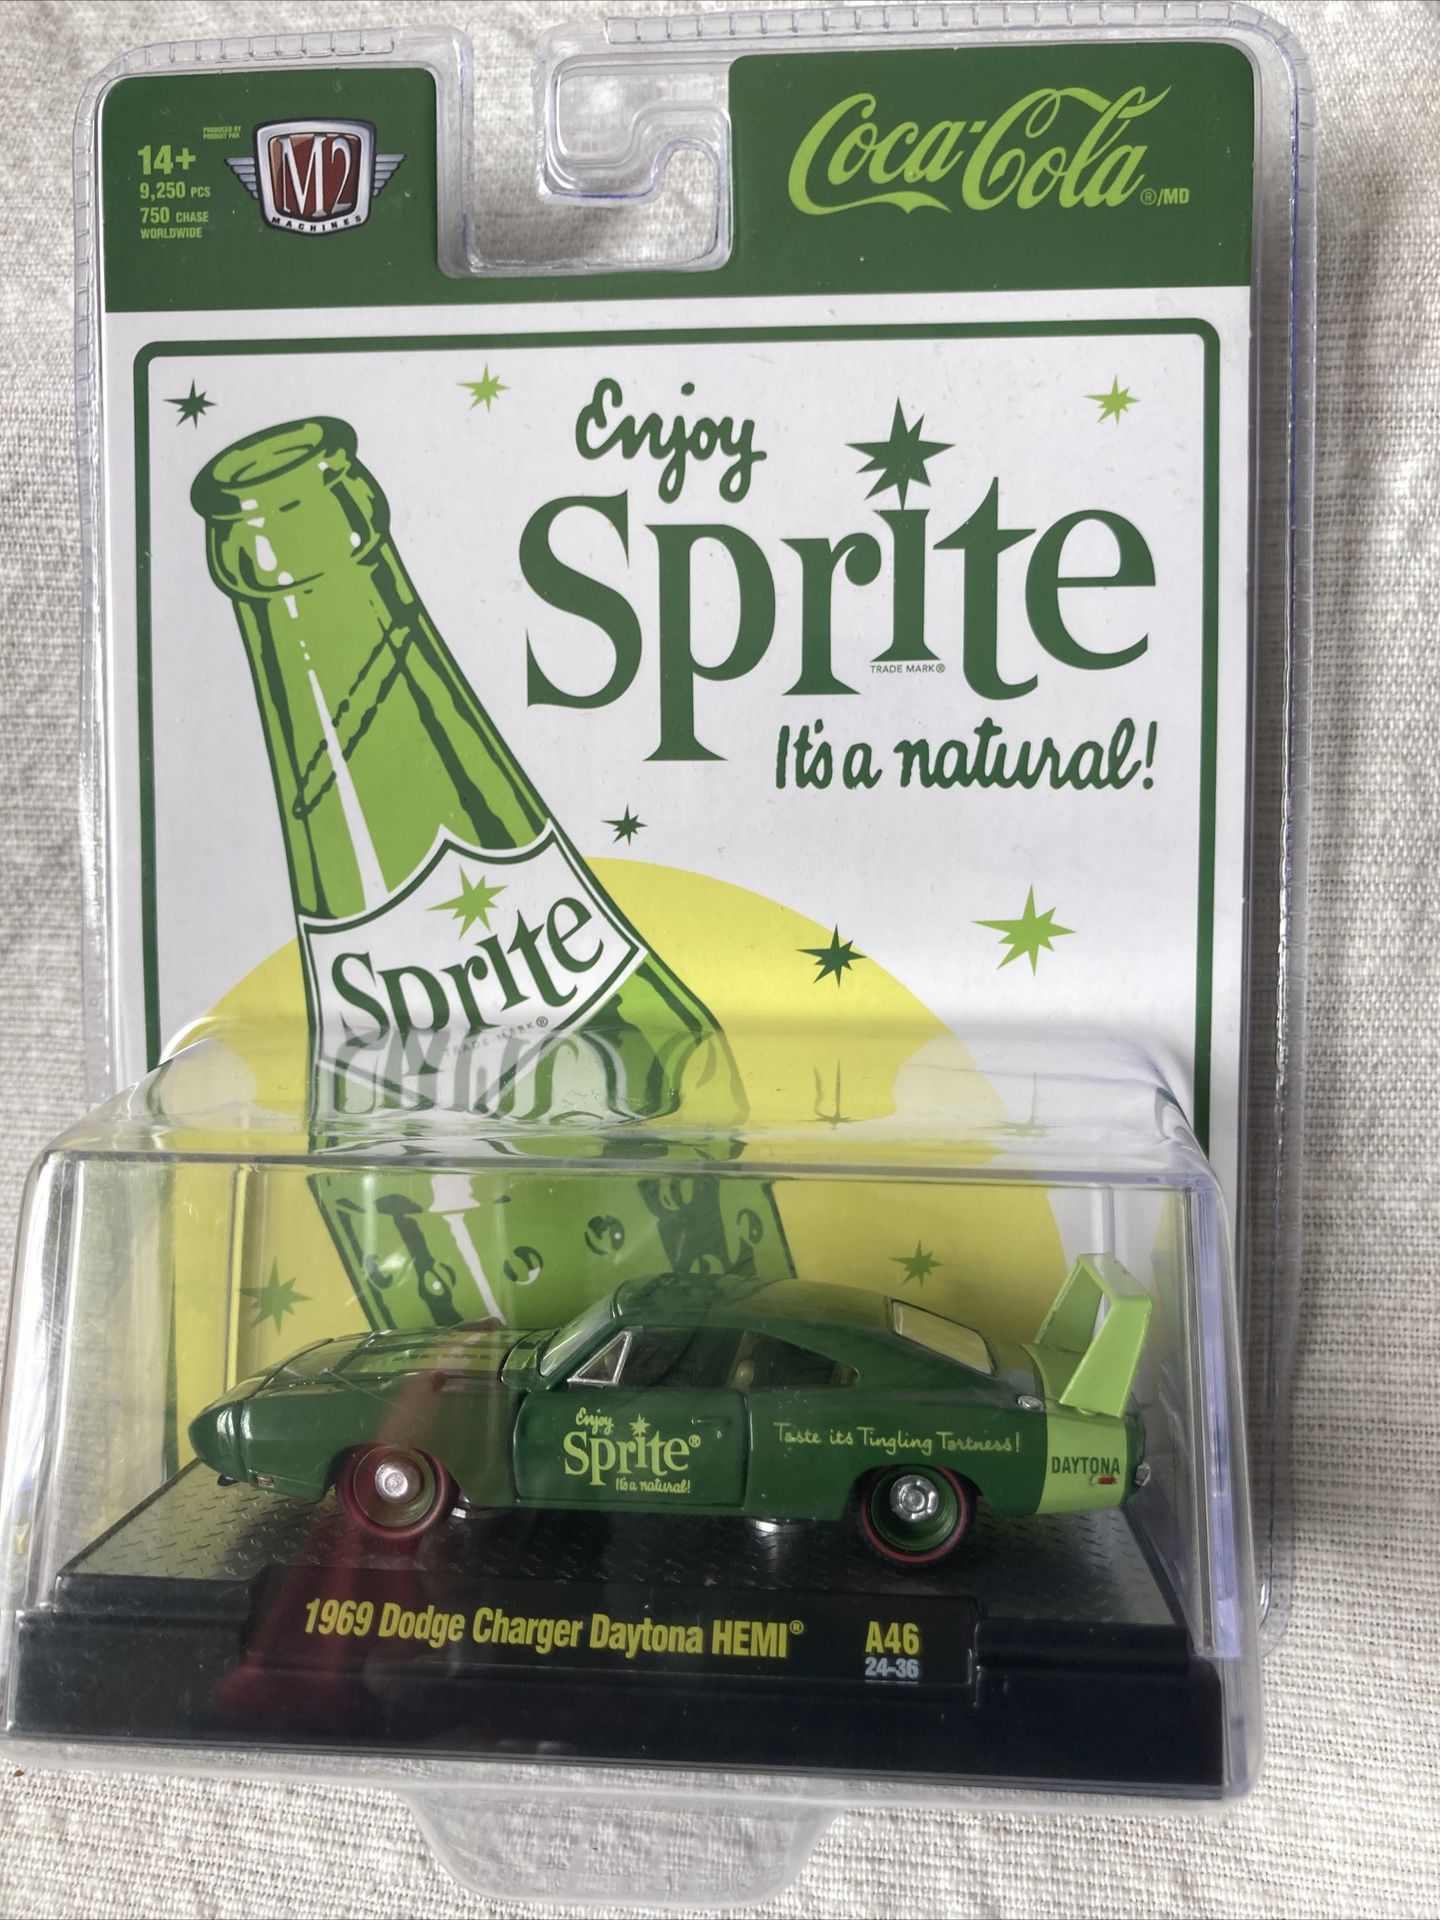 14+
PRODUCED BY
PRODUIT PAR
9,250 PCS
750 CHASE
WORLDWIDE
M2
MACHINES
Coca-Cola ®/MD
Enjoy
Sprite
TRADE MARK®
It's a natural!
Sprite
TRADE-MARK®
Enjoy
Sprite®
It's a natural!
Taste its Tingling Tartness!
DAYTONA
1969 Dodge Charger Daytona HEMI® A46
24-36